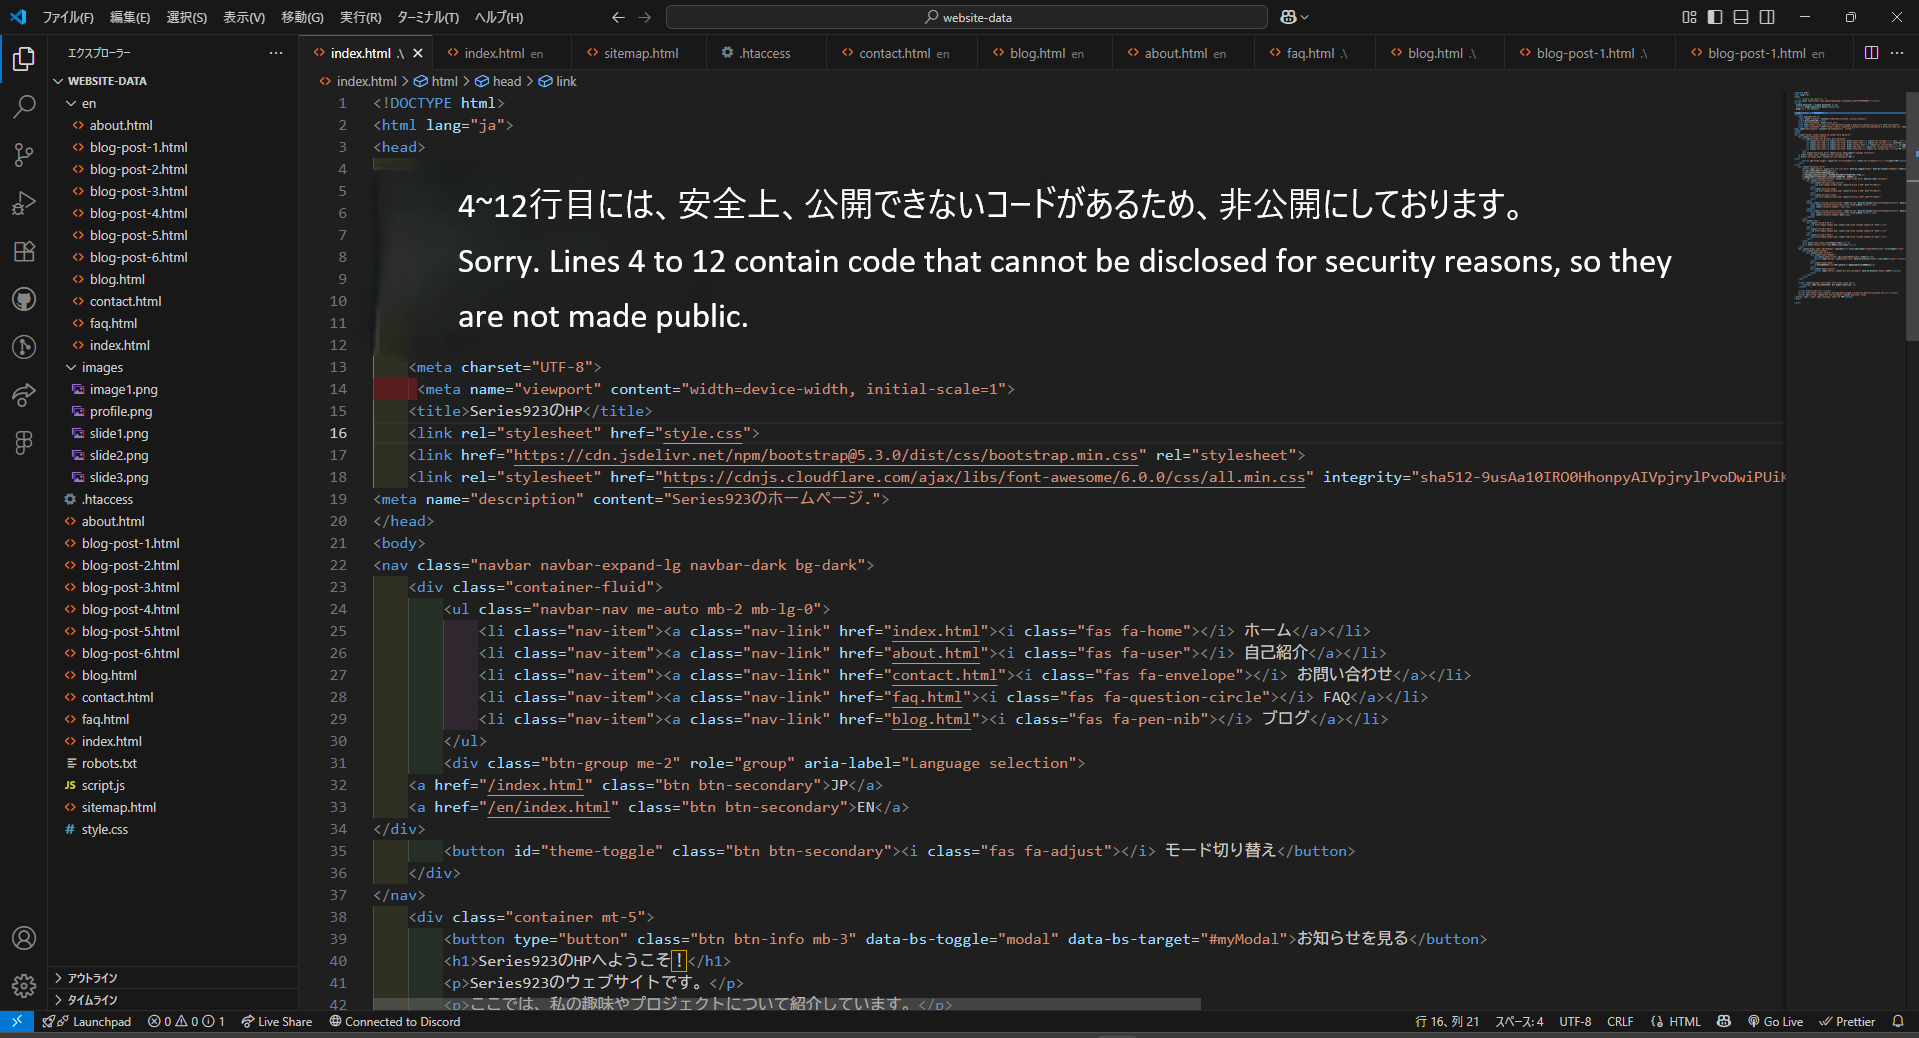 ファイル(F) 編集(E) 選択(S) 表示(V) 移動(G) 実行(R) ターミナル(T) ヘルプ(H) website-data
エクスプローラー
index.html .\ index.html en sitemap.html .htaccess contact.html en blog.html en about.html en faq.html .\ blog.html .\ blog-post-1.html .\ blog-post-1.html en
index.html > html > head > link
WEBSITE-DATA
en
about.html
blog-post-1.html
blog-post-2.html
blog-post-3.html
blog-post-4.html
blog-post-5.html
blog-post-6.html
blog.html
contact.html
faq.html
index.html
images
image1.png
profile.png
slide1.png
slide2.png
slide3.png
.htaccess
about.html
blog-post-1.html
blog-post-2.html
blog-post-3.html
blog-post-4.html
blog-post-5.html
blog-post-6.html
blog.html
contact.html
faq.html
index.html
robots.txt
JS script.js
sitemap.html
# style.css
アウトライン
タイムライン
1 <!DOCTYPE html>
2 <html lang="ja">
3 <head>
4
5
6
7
8
9
10
11
12
4~12行目には、安全上、公開できないコードがあるため、非公開にしております。
Sorry. Lines 4 to 12 contain code that cannot be disclosed for security reasons, so they
are not made public.
13 <meta charset="UTF-8">
14 <meta name="viewport" content="width=device-width, initial-scale=1">
15 <title>Series923のHP</title>
16 <link rel="stylesheet" href="style.css">
17 <link href="https://cdn.jsdelivr.net/npm/bootstrap@5.3.0/dist/css/bootstrap.min.css" rel="stylesheet">
18 <link rel="stylesheet" href="https://cdnjs.cloudflare.com/ajax/libs/font-awesome/6.0.0/css/all.min.css" integrity="sha512-9usAa10IRO0HhonpyAIVpjrylPvoDwiPUiK
19 <meta name="description" content="Series923のホームページ.">
20 </head>
21 <body>
22 <nav class="navbar navbar-expand-lg navbar-dark bg-dark">
23 <div class="container-fluid">
24 <ul class="navbar-nav me-auto mb-2 mb-lg-0">
25 <li class="nav-item"><a class="nav-link" href="index.html"><i class="fas fa-home"></i> ホーム</a></li>
26 <li class="nav-item"><a class="nav-link" href="about.html"><i class="fas fa-user"></i> 自己紹介</a></li>
27 <li class="nav-item"><a class="nav-link" href="contact.html"><i class="fas fa-envelope"></i> お問い合わせ</a></li>
28 <li class="nav-item"><a class="nav-link" href="faq.html"><i class="fas fa-question-circle"></i> FAQ</a></li>
29 <li class="nav-item"><a class="nav-link" href="blog.html"><i class="fas fa-pen-nib"></i> ブログ</a></li>
30 </ul>
31 <div class="btn-group me-2" role="group" aria-label="Language selection">
32 <a href="/index.html" class="btn btn-secondary">JP</a>
33 <a href="/en/index.html" class="btn btn-secondary">EN</a>
34 </div>
35 <button id="theme-toggle" class="btn btn-secondary"><i class="fas fa-adjust"></i> モード切り替え</button>
36 </div>
37 </nav>
38 <div class="container mt-5">
39 <button type="button" class="btn btn-info mb-3" data-bs-toggle="modal" data-bs-target="#myModal">お知らせを見る</button>
40 <h1>Series923のHPへようこそ！</h1>
41 <p>Series923のウェブサイトです。</p>
42 <p>ここでは、私の趣味やプロジェクトについて紹介しています。</p>
Launchpad 0 0 1 Live Share Connected to Discord 行 16、列 21 スペース: 4 UTF-8 CRLF HTML Go Live Prettier